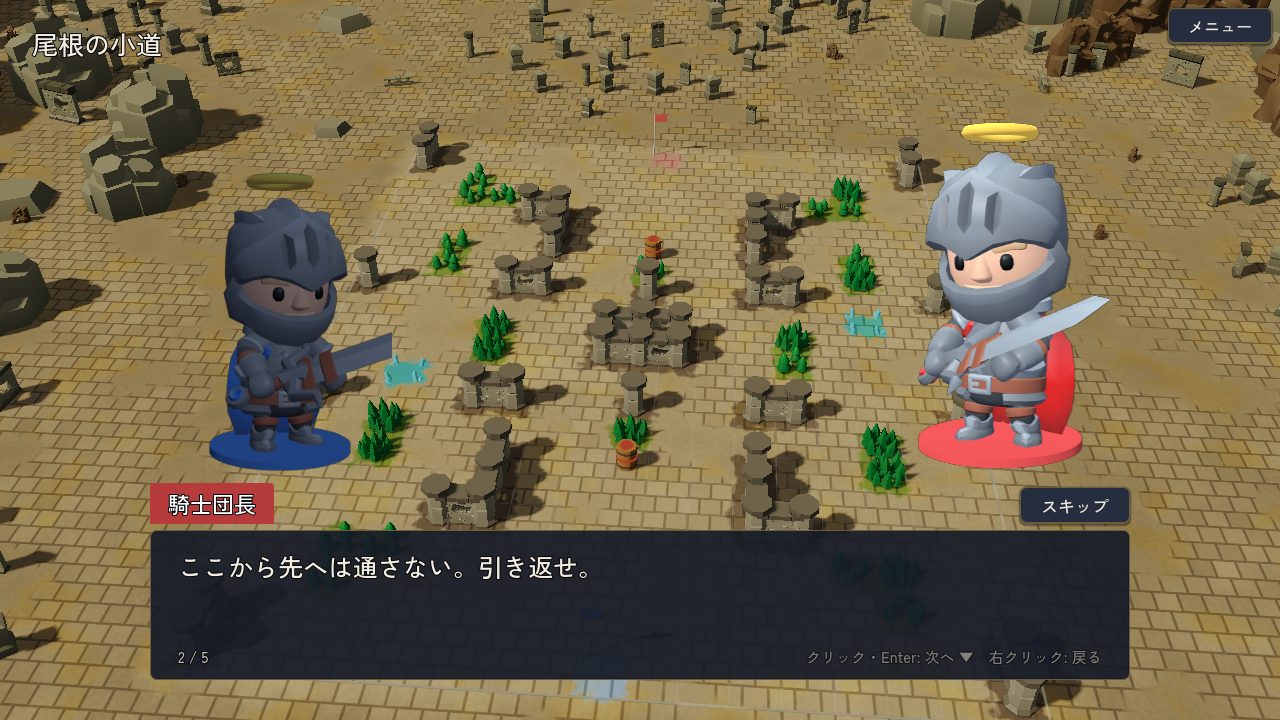 尾根の小道
メニュー
騎士団長
スキップ
ここから先へは通さない。引き返せ。
2 / 5
クリック・Enter: 次へ ▼ 右クリック: 戻る